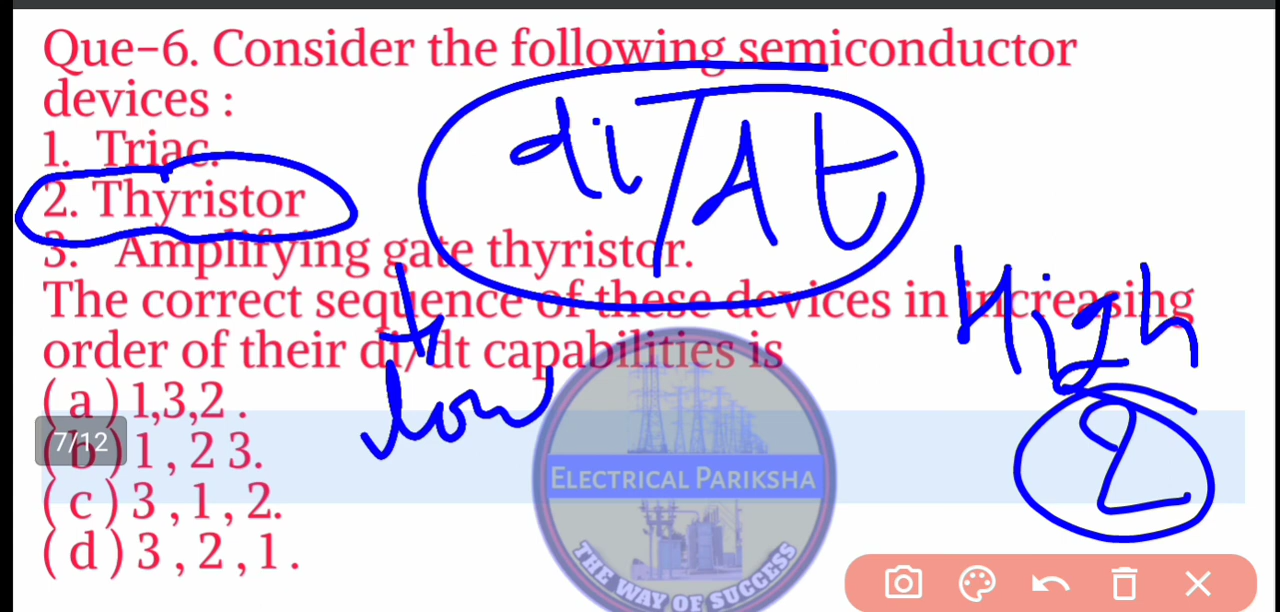 Que-6. Consider the following semiconductor
devices :
1. Triac.
di/dt
2. Thyristor
3. Amplifying gate thyristor.
The correct sequence of these devices in increasing
High
order of their di/dt capabilities is
low
( a ) 1,3,2 .
2
7/12
( b ) 1 , 2 3.
ELECTRICAL PARIKSHA
( c ) 3 , 1 , 2.
( d ) 3 , 2 , 1 .
THE WAY OF SUCCESS